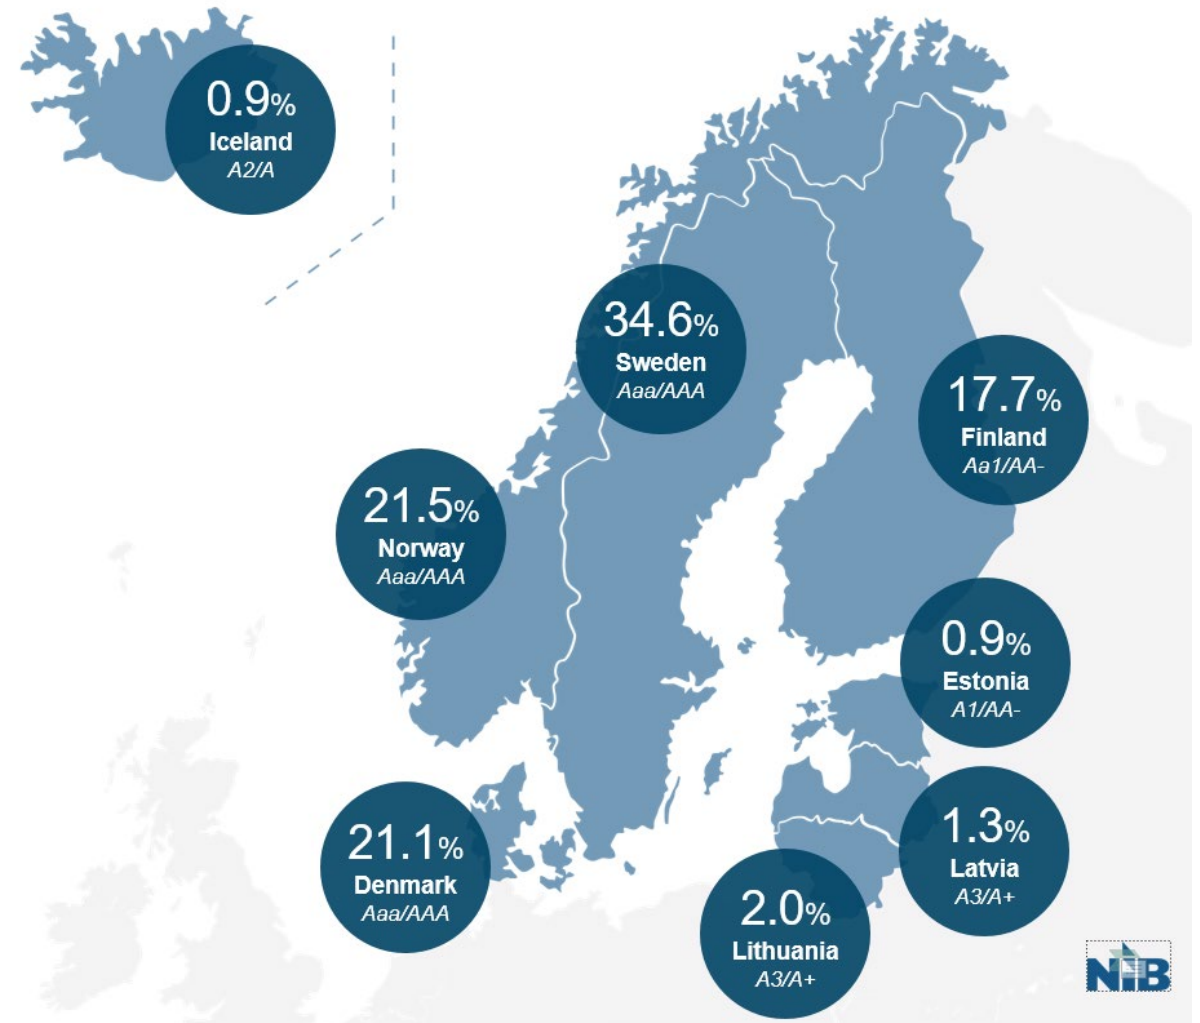 0.9%
Iceland
A2/A
34.6%
Sweden
Aaa/AAA
17.7%
Finland
Aa1/AA-
21.5%
Norway
Aaa/AAA
0.9%
Estonia
A1/AA-
21.1%
Denmark
Aaa/AAA
1.3%
Latvia
A3/A+
2.0%
Lithuania
A3/A+
NIB